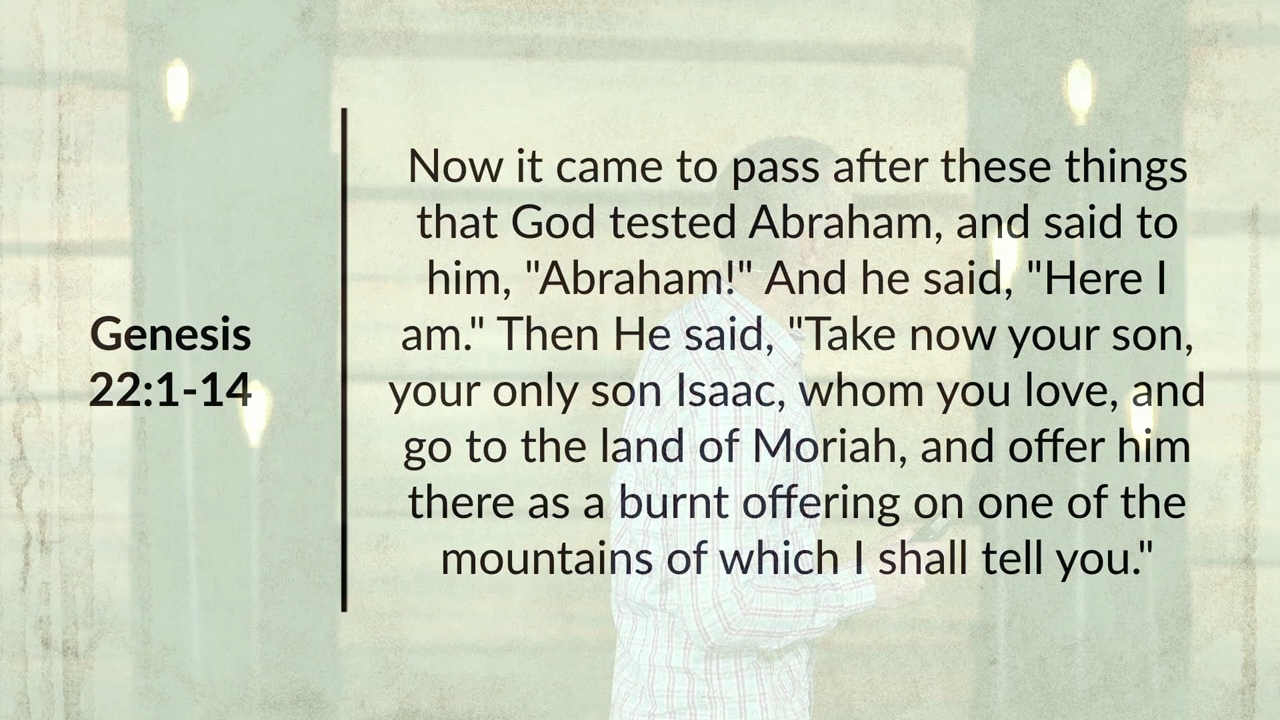 Genesis
22:1-14
Now it came to pass after these things
that God tested Abraham, and said to
him, "Abraham!" And he said, "Here I
am." Then He said, "Take now your son,
your only son Isaac, whom you love, and
go to the land of Moriah, and offer him
there as a burnt offering on one of the
mountains of which I shall tell you."